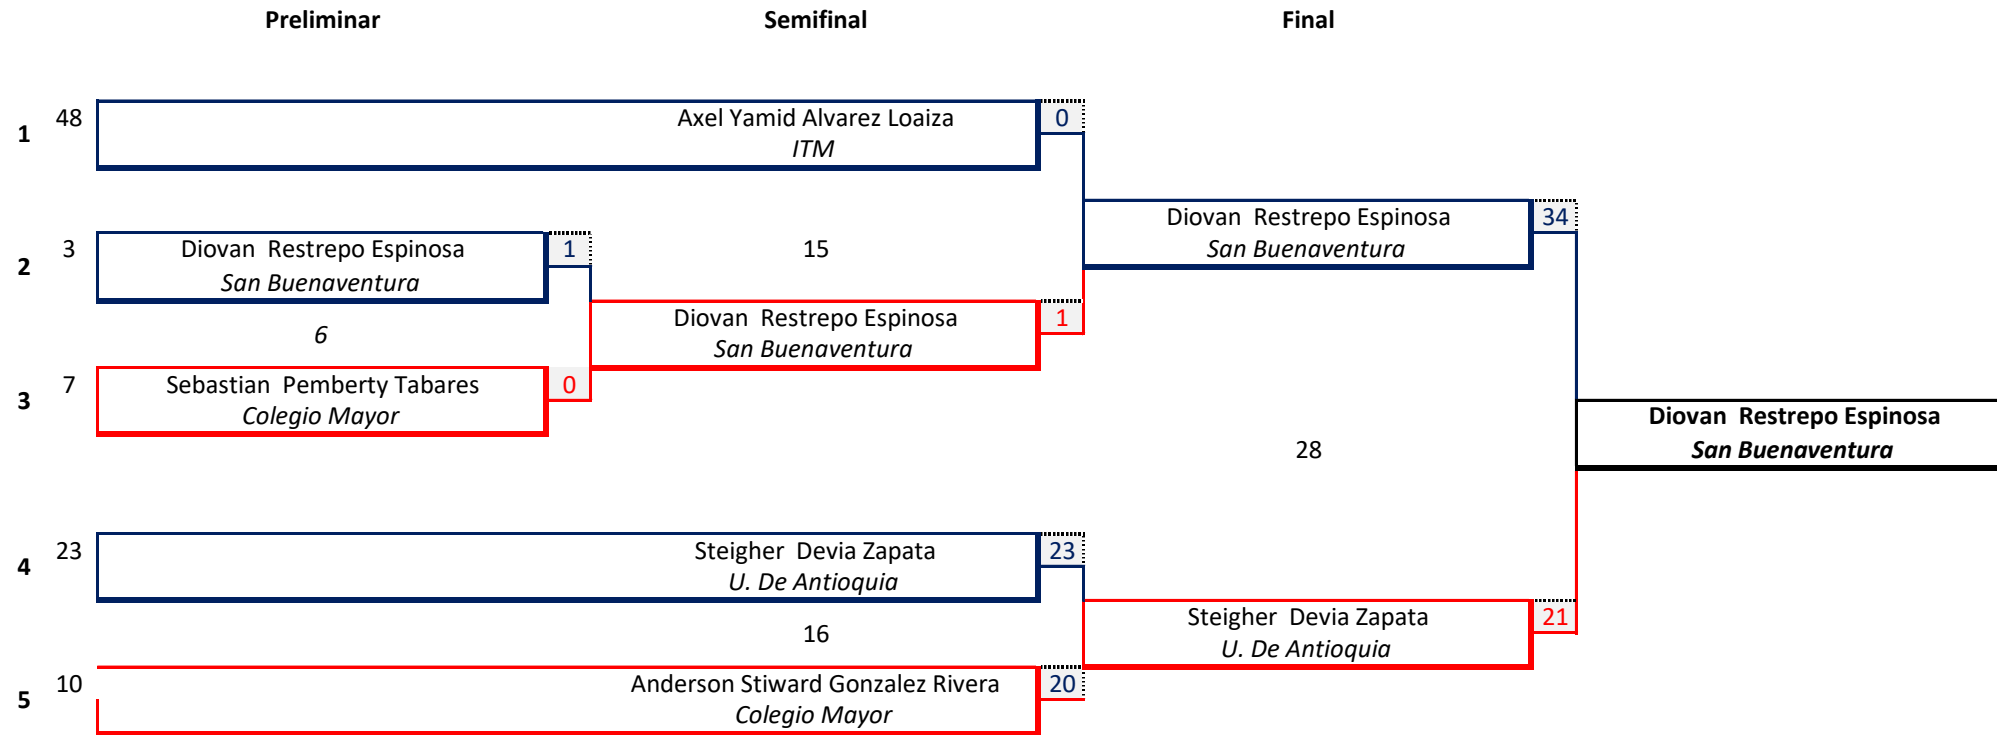 Preliminar Semifinal Final
48
1
Axel Yamid Alvarez Loaiza 0
ITM
3
2
Diovan  Restrepo Espinosa 1
San Buenaventura
15
Diovan  Restrepo Espinosa 34
San Buenaventura
6
Diovan  Restrepo Espinosa 1
San Buenaventura
7
3
Sebastian  Pemberty Tabares 0
Colegio Mayor
28
Diovan  Restrepo Espinosa
San Buenaventura
23
4
Steigher  Devia Zapata 23
U. De Antioquia
16
Steigher  Devia Zapata 21
U. De Antioquia
10
5
Anderson Stiward Gonzalez Rivera 20
Colegio Mayor